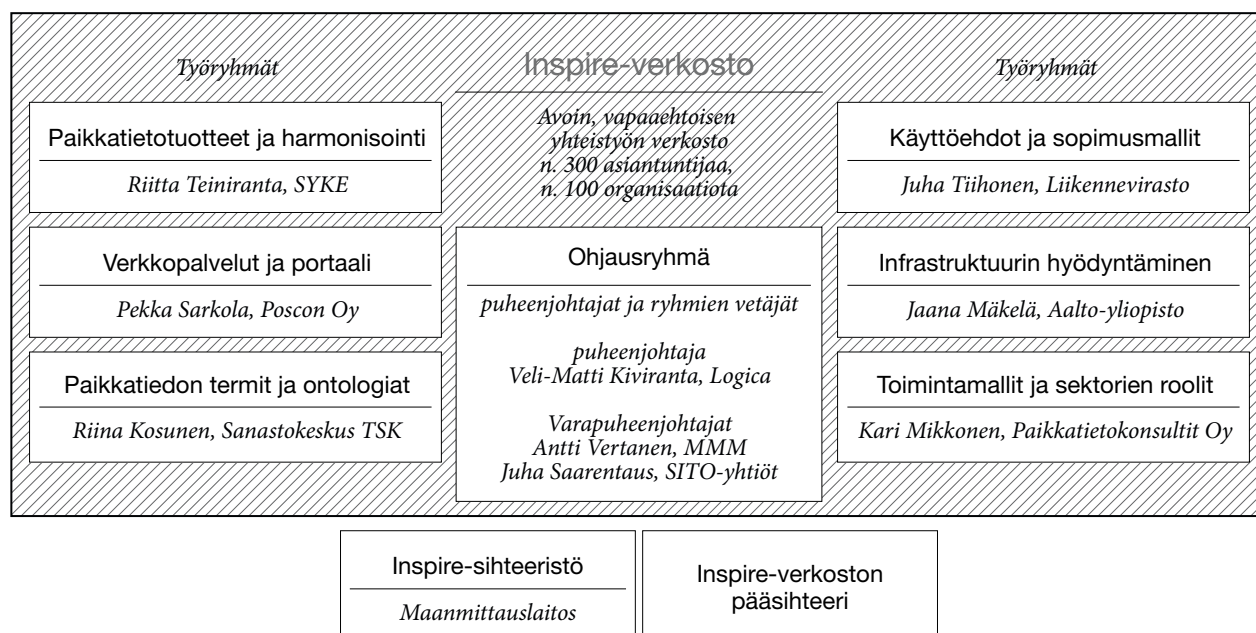 Työryhmät
Paikkatietotuotteet ja harmonisointi
Riitta Teiniranta, SYKE
Verkkopalvelut ja portaali
Pekka Sarkola, Poscon Oy
Paikkatiedon termit ja ontologiat
Riina Kosunen, Sanastokeskus TSK
Inspire-verkosto
Avoin, vapaaehtoisen
yhteistyön verkosto
n. 300 asiantuntijaa,
n. 100 organisaatiota
Ohjausryhmä
puheenjohtajat ja ryhmien vetäjät
puheenjohtaja
Veli-Matti Kiviranta, Logica
Varapuheenjohtajat
Antti Vertanen, MMM
Juha Saarentaus, SITO-yhtiöt
Työryhmät
Käyttöehdot ja sopimusmallit
Juha Tiihonen, Liikennevirasto
Infrastruktuurin hyödyntäminen
Jaana Mäkelä, Aalto-yliopisto
Toimintamallit ja sektorien roolit
Kari Mikkonen, Paikkatietokonsultit Oy
Inspire-sihteeristö
Maanmittauslaitos
Inspire-verkoston
pääsihteeri